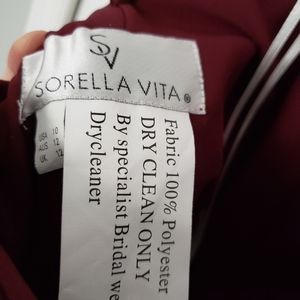 SV
SORELLA VITA®
USA 10
AUS 12
UK 12
Fabric 100% Polyester
DRY CLEAN ONLY
By specialist Bridal we
Drycleaner